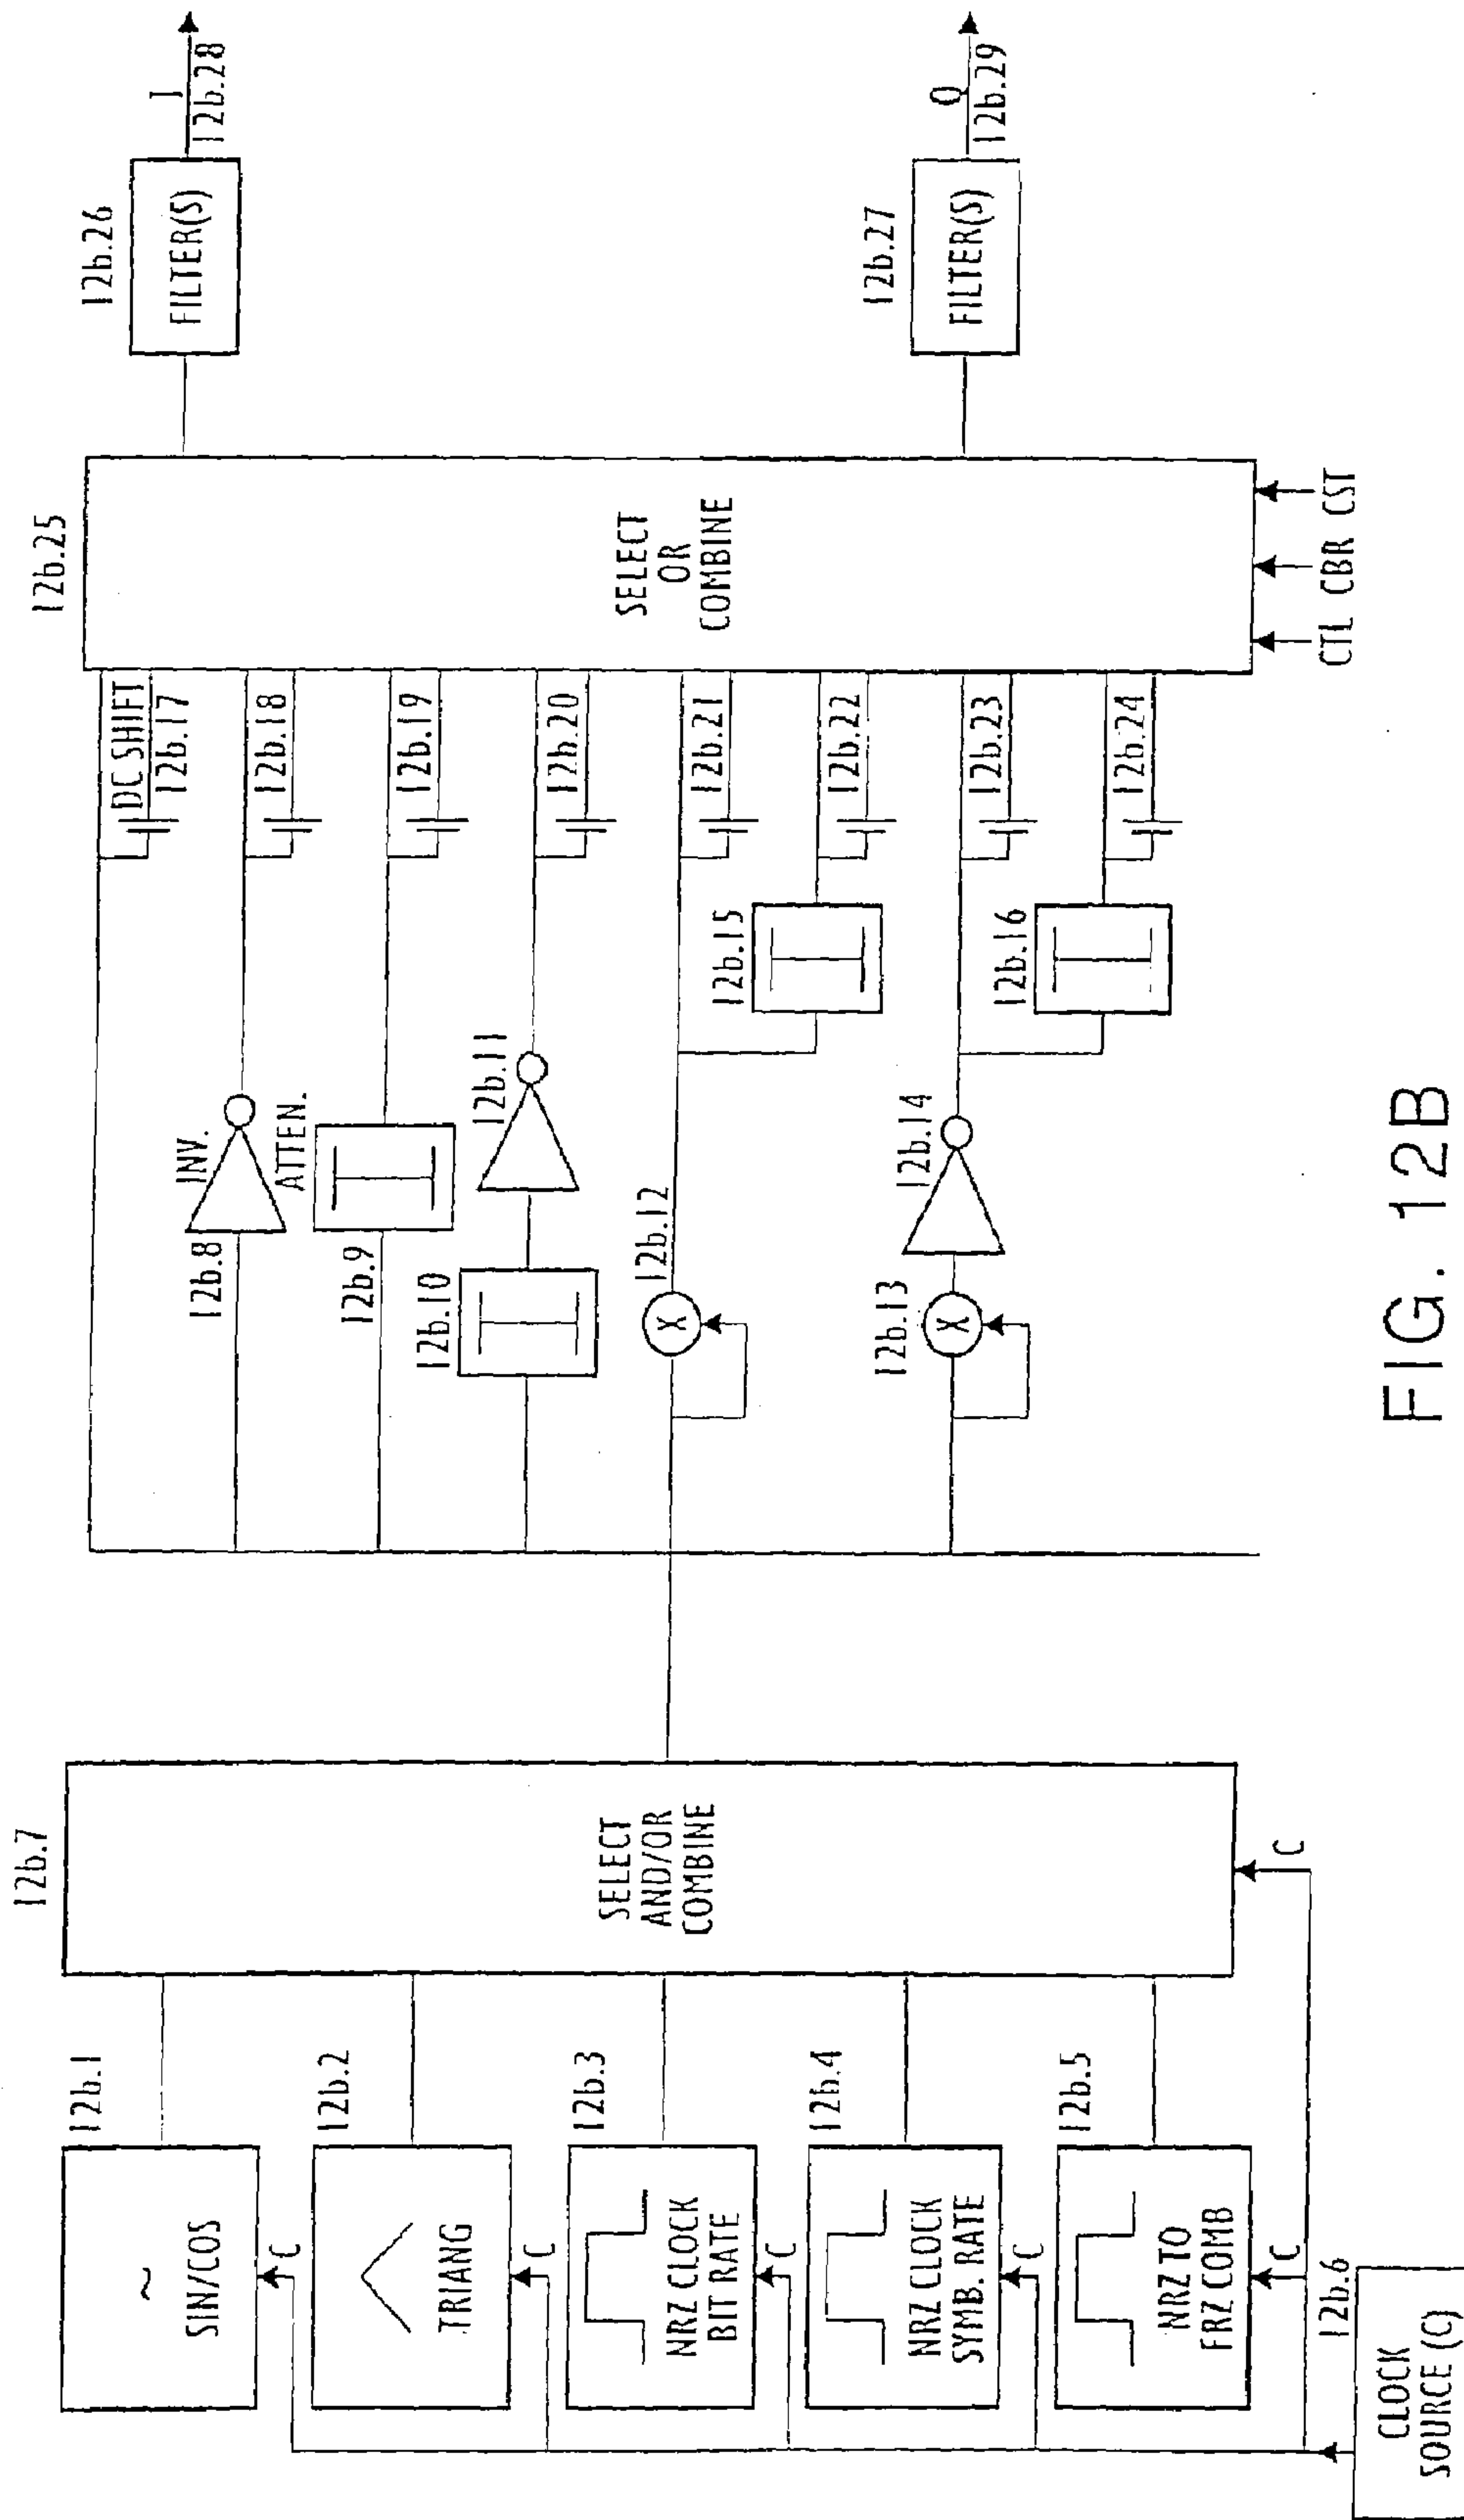 12b.1
~
SIN/COS
C
12b.2
TRIANG
C
12b.3
NRZ CLOCK
BIT RATE
C
12b.4
NRZ CLOCK
SYMB. RATE
C
12b.5
NRZ TO
FRZ COMB
C
12b.6
CLOCK
SOURCE (C)
12b.7
SELECT
AND/OR
COMBINE
C
12b.8
INV.
12b.9
ATTEN.
12b.10
12b.11
12b.12
X
12b.13
X
12b.14
12b.15
12b.16
DC SHIFT
12b.17
12b.18
12b.19
12b.20
12b.21
12b.22
12b.23
12b.24
12b.25
SELECT
OR
COMBINE
CTL CBR CST
12b.26
FILTER(S)
I
12b.28
12b.27
FILTER(S)
Q
12b.29
FIG. 12B